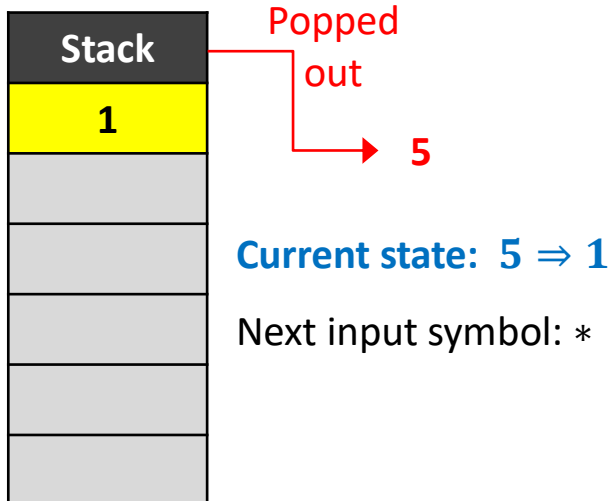 Stack
Popped
out
1
5
Current state: 5 ⇒ 1
Next input symbol: ∗